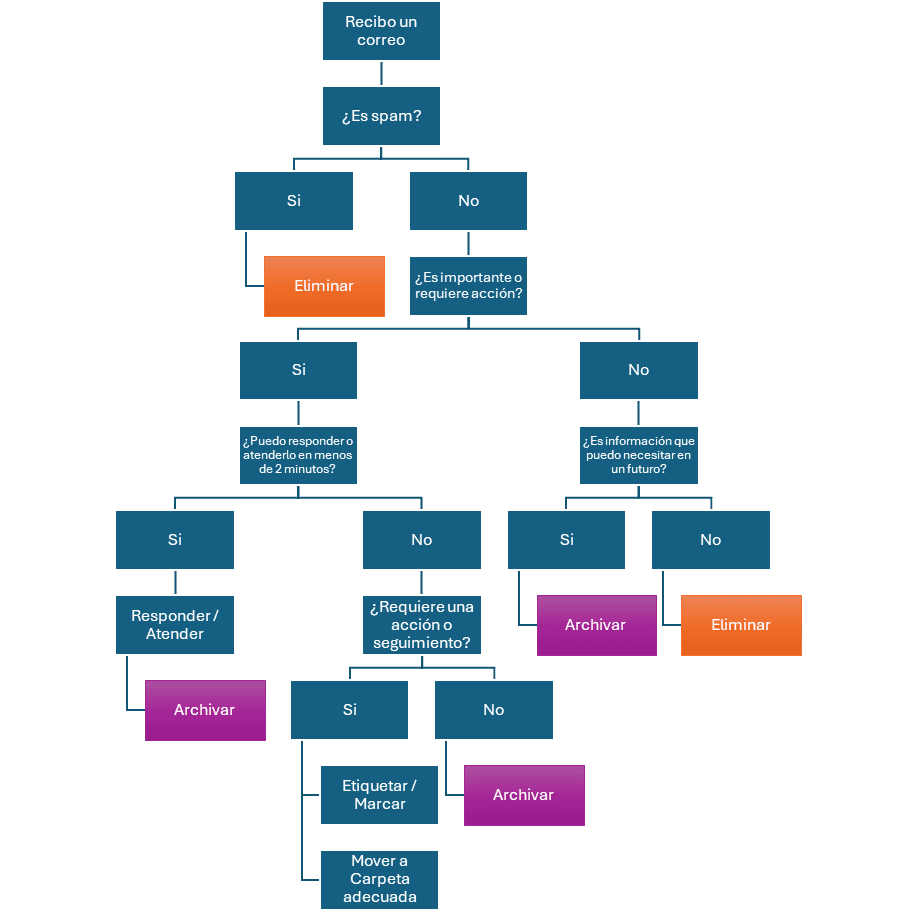 Recibo un
correo
¿Es spam?
Si
No
Eliminar
¿Es importante o
requiere acción?
Si
No
¿Puedo responder o
atenderlo en menos
de 2 minutos?
¿Es información que
puedo necesitar en
un futuro?
Si
No
Si
No
Responder /
Atender
¿Requiere una
acción o
seguimiento?
Archivar
Eliminar
Archivar
Si
No
Etiquetar /
Marcar
Archivar
Mover a
Carpeta
adecuada